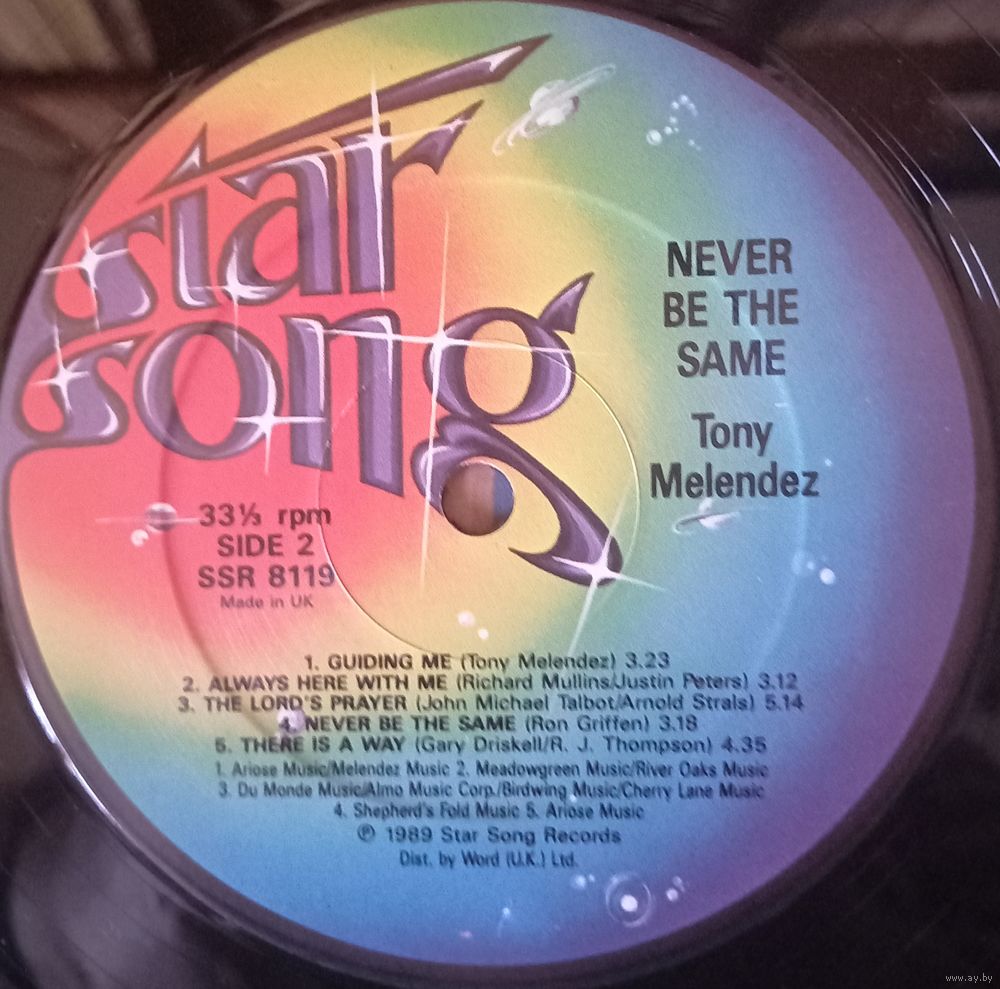 star
song
NEVER
BE THE
SAME
Tony
Melendez
33⅓ rpm
SIDE 2
SSR 8119
Made in UK
1. GUIDING ME (Tony Melendez) 3.23
2. ALWAYS HERE WITH ME (Richard Mullins/Justin Peters) 3.12
3. THE LORD'S PRAYER (John Michael Talbot/Arnold Strals) 5.14
4. NEVER BE THE SAME (Ron Griffen) 3.18
5. THERE IS A WAY (Gary Driskell/R. J. Thompson) 4.35
1. Ariose Music/Melendez Music 2. Meadowgreen Music/River Oaks Music
3. Du Monde Music/Almo Music Corp./Birdwing Music/Cherry Lane Music
4. Shepherd's Fold Music 5. Ariose Music
℗ 1989 Star Song Records
Dist. by Word (U.K.) Ltd.
www.ay.by